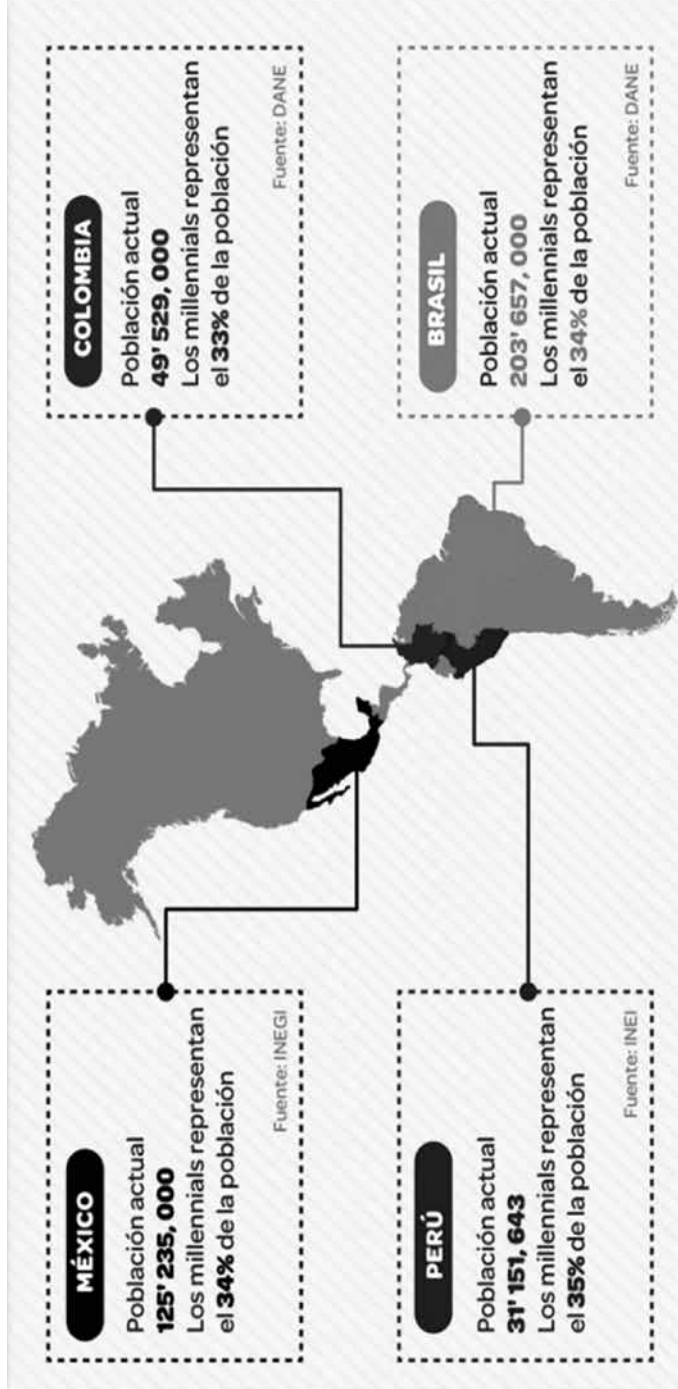 MÉXICO
Población actual
125' 235, 000
Los millennials representan
el 34% de la población
Fuente: INEGI
COLOMBIA
Población actual
49' 529, 000
Los millennials representan
el 33% de la población
Fuente: DANE
PERÚ
Población actual
31' 151, 643
Los millennials representan
el 35% de la población
Fuente: INEI
BRASIL
Población actual
203' 657, 000
Los millennials representan
el 34% de la población
Fuente: DANE